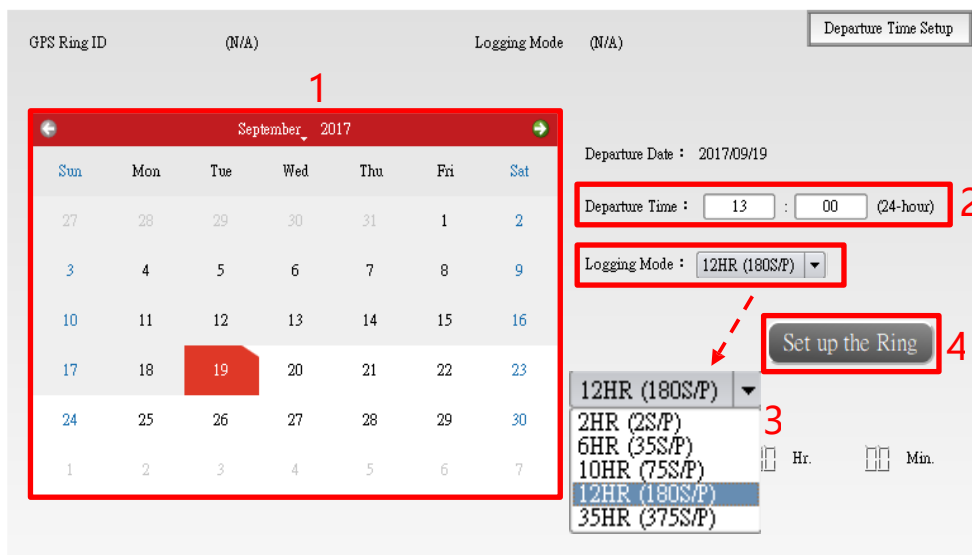 GPS Ring ID (N/A) Logging Mode (N/A) Departure Time Setup
1
September 2017
Sun Mon Tue Wed Thu Fri Sat
27 28 29 30 31 1 2
3 4 5 6 7 8 9
10 11 12 13 14 15 16
17 18 19 20 21 22 23
24 25 26 27 28 29 30
1 2 3 4 5 6 7
Departure Date : 2017/09/19
Departure Time : 13 : 00 (24-hour)
2
Logging Mode : 12HR (180S/P)
Set up the Ring
4
12HR (180S/P)
3
2HR (2S/P)
6HR (35S/P)
10HR (75S/P)
12HR (180S/P)
35HR (375S/P)
Hr. Min.